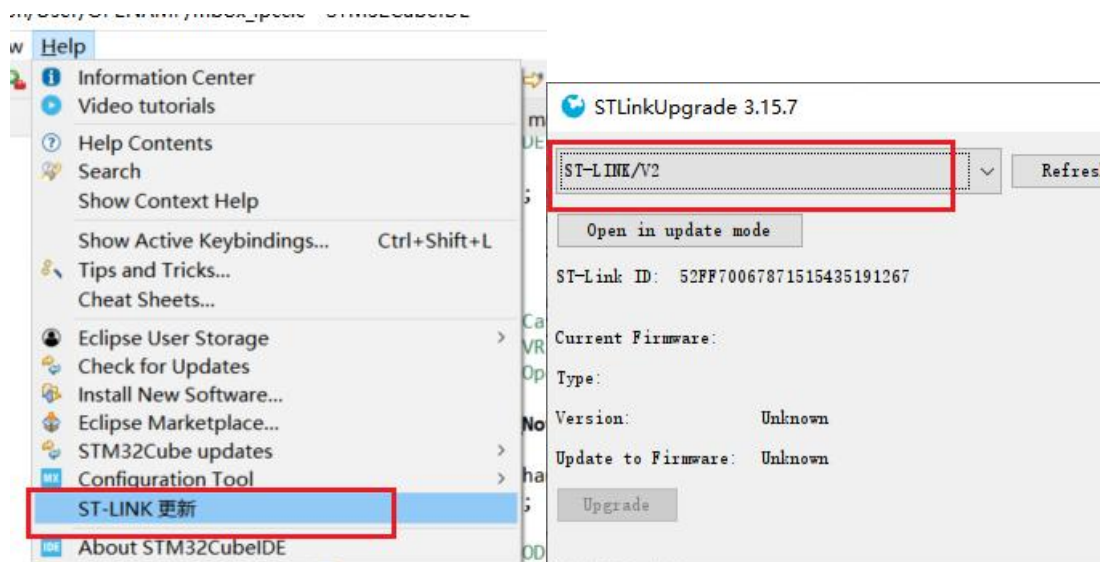 Help
Information Center
Video tutorials
Help Contents
Search
Show Context Help
Show Active Keybindings... Ctrl+Shift+L
Tips and Tricks...
Cheat Sheets...
Eclipse User Storage
Check for Updates
Install New Software...
Eclipse Marketplace...
STM32Cube updates
MX Configuration Tool
ST-LINK 更新
IDE About STM32CubeIDE
STLinkUpgrade 3.15.7
ST-LINK/V2 Refresh
Open in update mode
ST-Link ID: 52FF70067871515435191267
Current Firmware:
Type:
Version: Unknown
Update to Firmware: Unknown
Upgrade